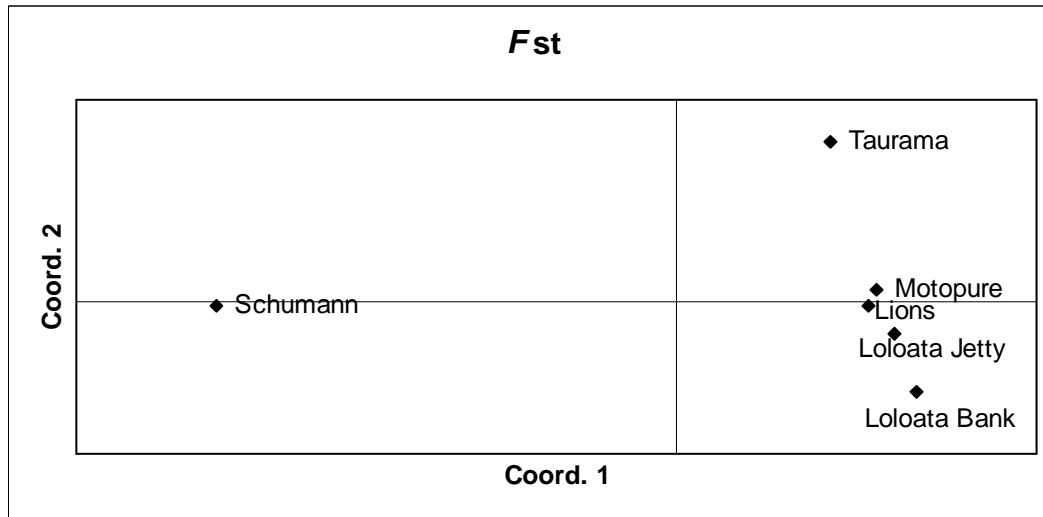 Fst
Taurama
Motopure
Schumann
Lions
Loloata Jetty
Loloata Bank
Coord. 2
Coord. 1